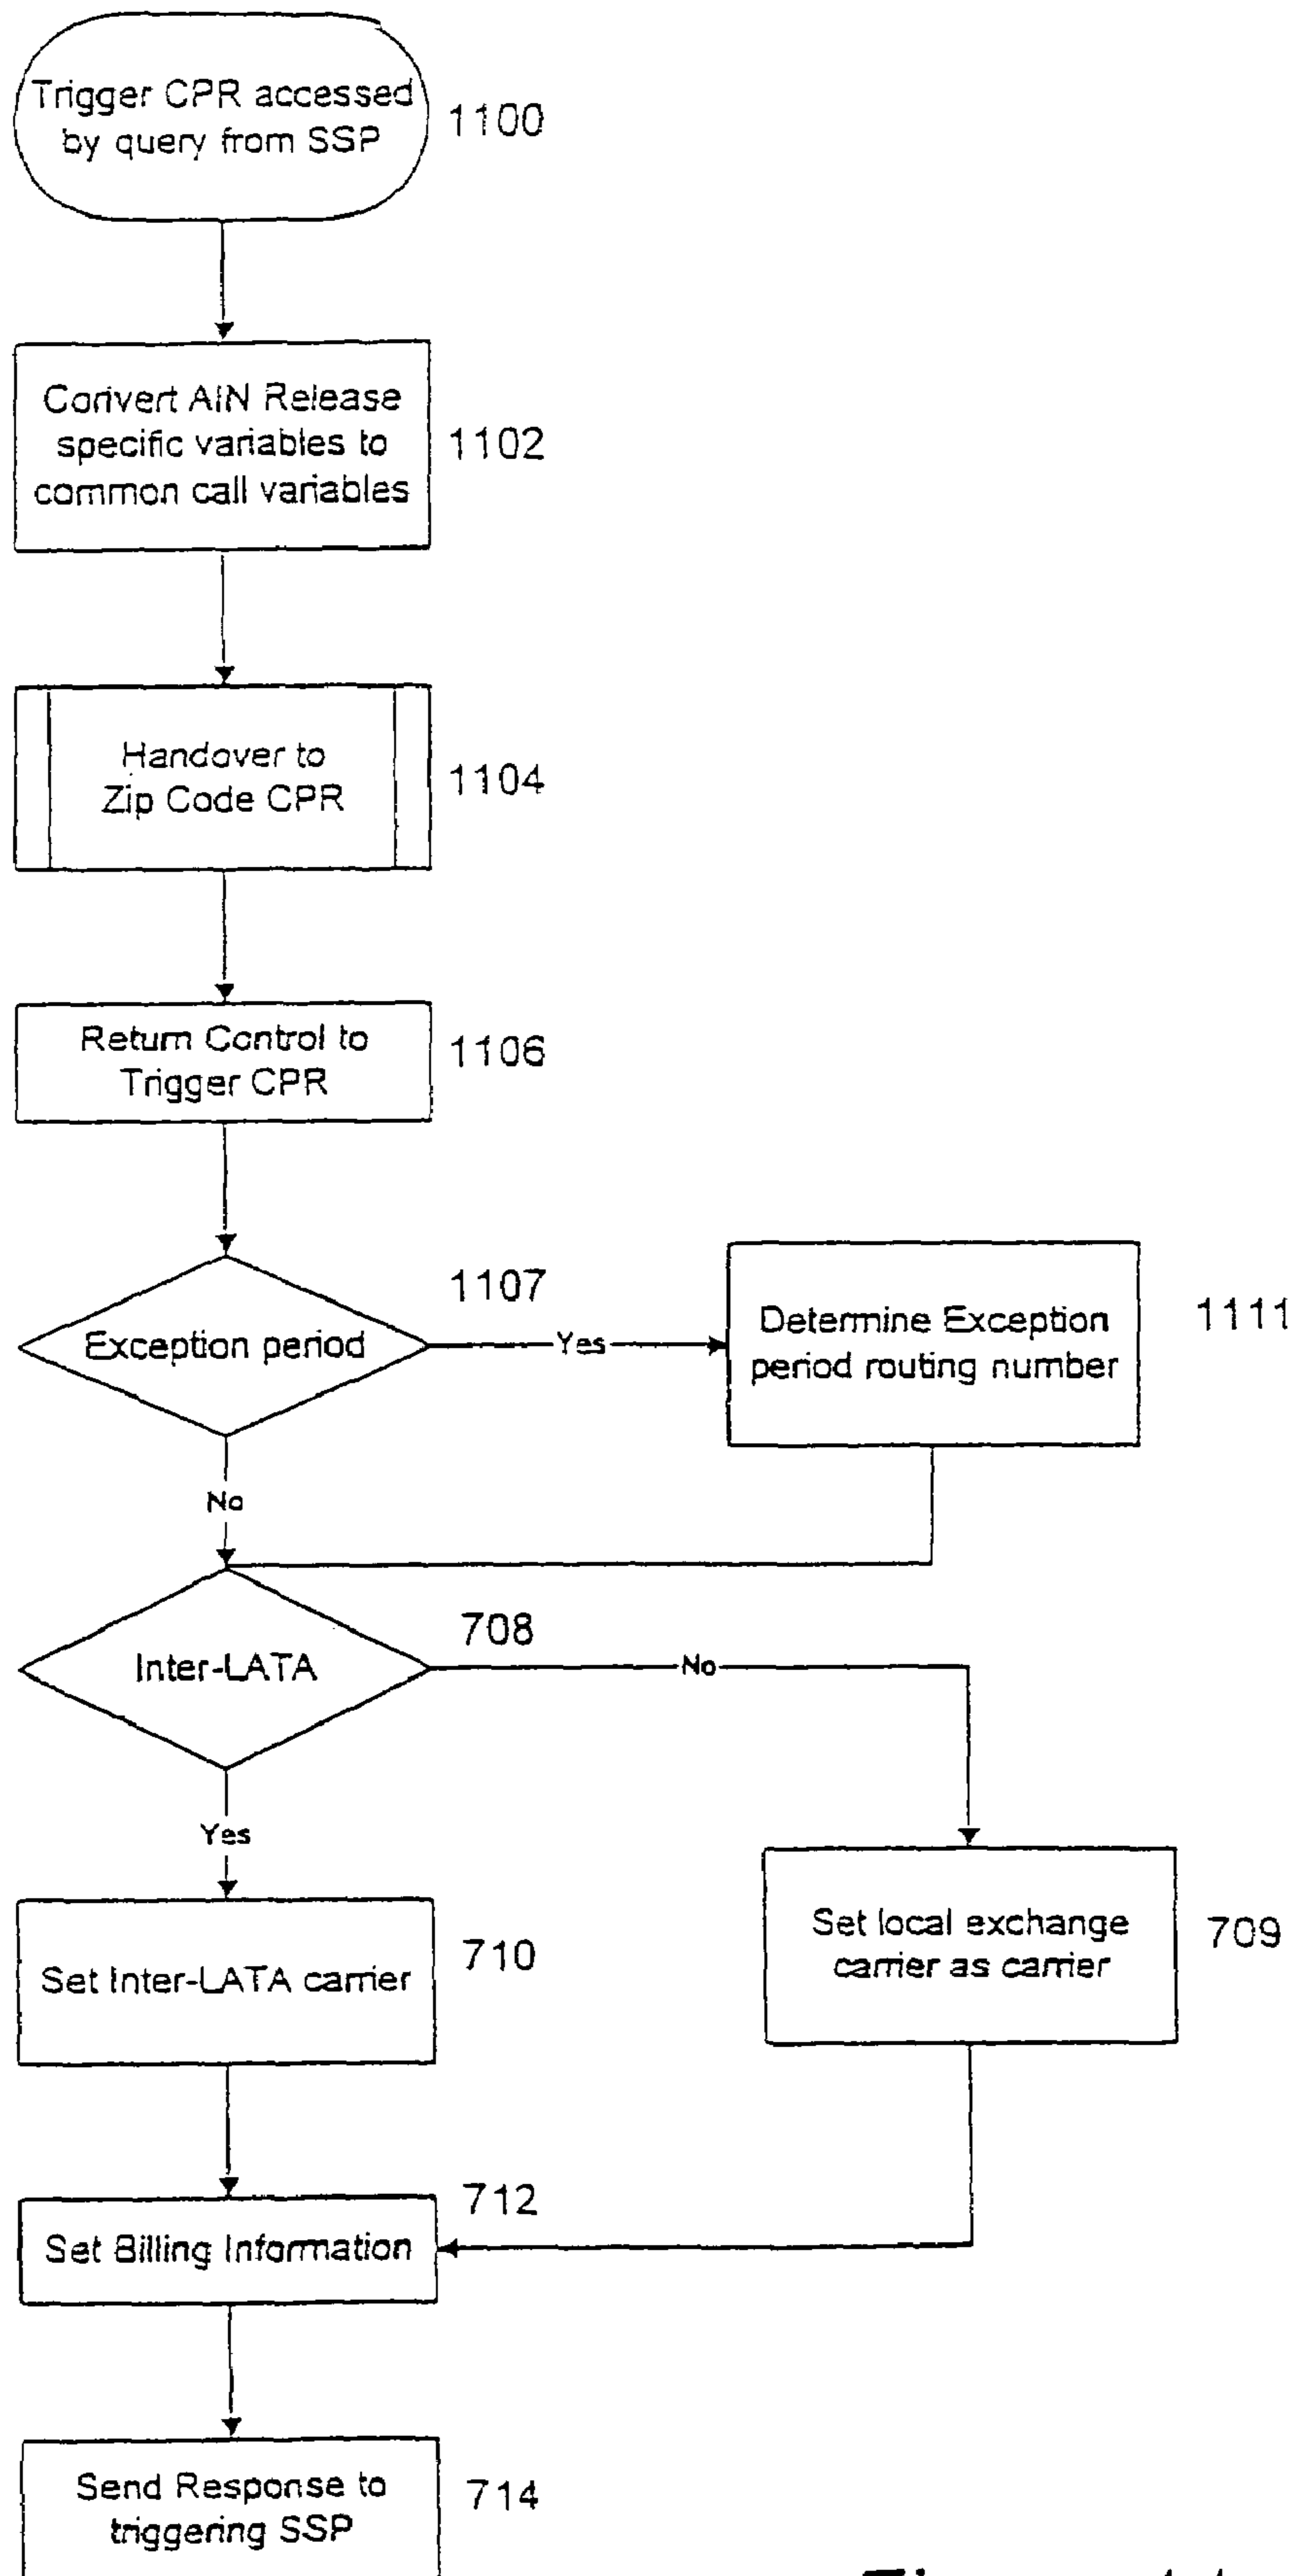 Trigger CPR accessed
by query from SSP
1100
Convert AIN Release
specific variables to
common call variables
1102
Handover to
Zip Code CPR
1104
Return Control to
Trigger CPR
1106
Exception period
1107
Yes
Determine Exception
period routing number
1111
No
Inter-LATA
708
No
Yes
Set Inter-LATA carrier
710
Set local exchange
carrier as carrier
709
Set Billing Information
712
Send Response to
triggering SSP
714